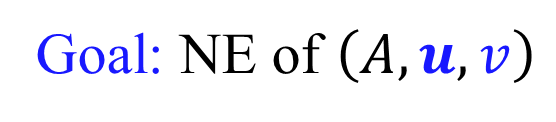 Goal: NE of (A, u, v)